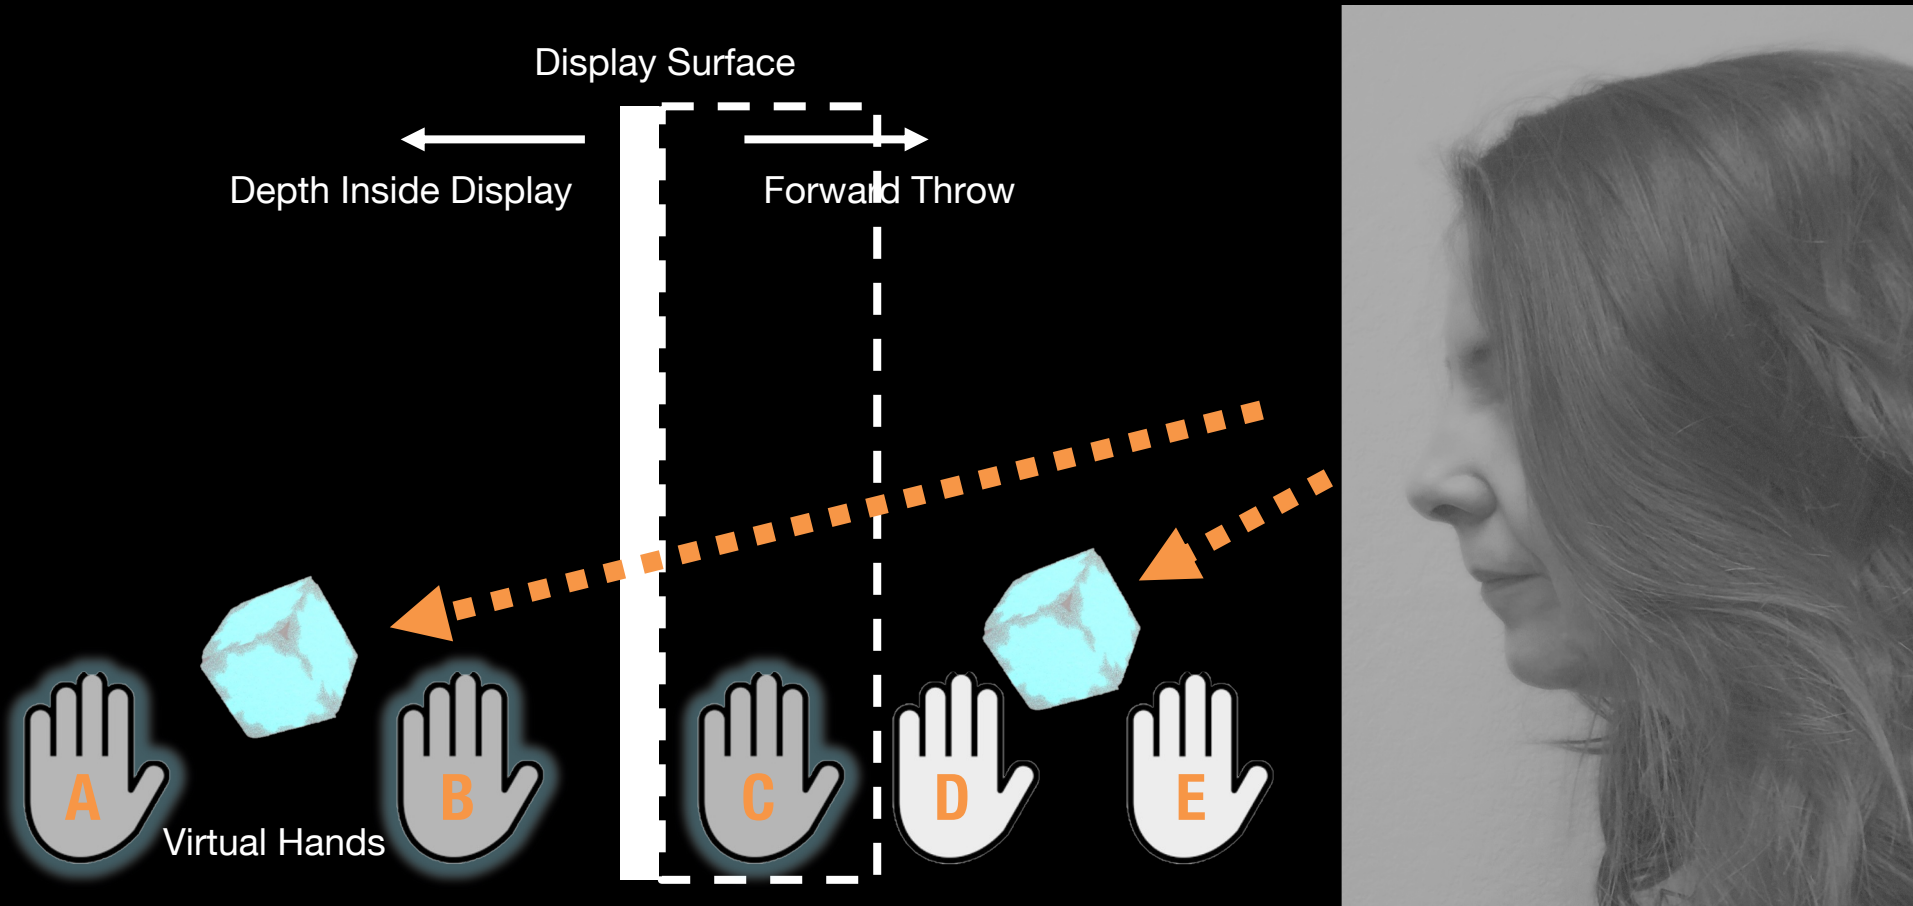 Display Surface
Depth Inside Display
Forward Throw
A
B
C
D
E
Virtual Hands